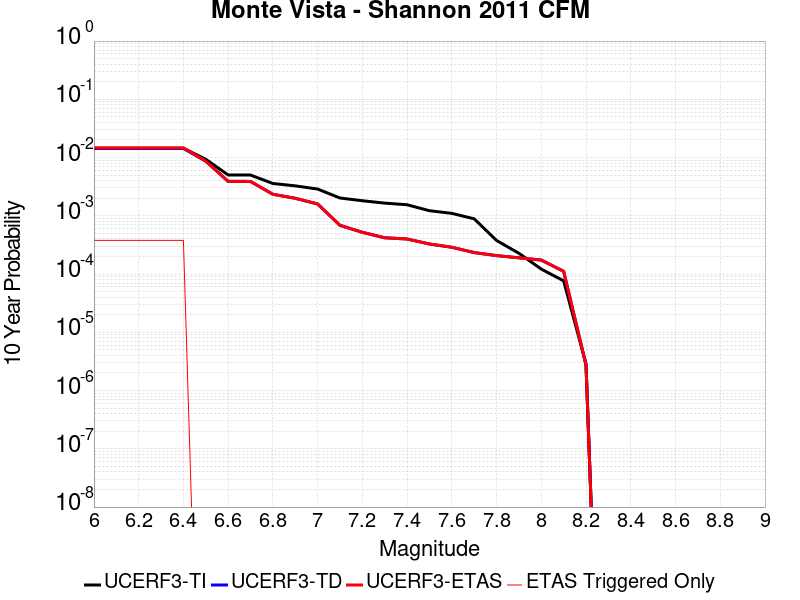 Monte Vista - Shannon 2011 CFM
10^0
10^-1
10^-2
10^-3
10^-4
10^-5
10^-6
10^-7
10^-8
10 Year Probability
6 6.2 6.4 6.6 6.8 7 7.2 7.4 7.6 7.8 8 8.2 8.4 8.6 8.8 9
Magnitude
UCERF3-TI UCERF3-TD UCERF3-ETAS ETAS Triggered Only